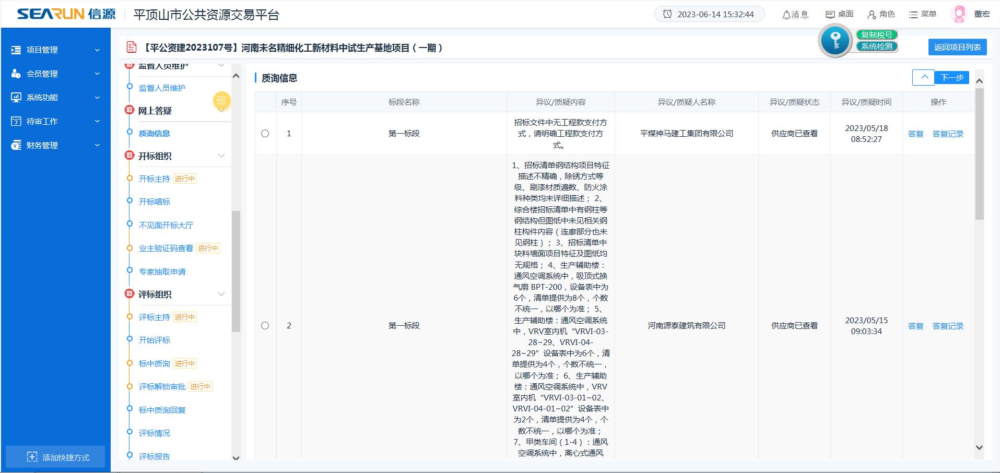 SEARUN 信源
平顶山市公共资源交易平台
2023-06-14 15:32:44
消息
桌面
角色
菜单
董宏
项目管理
会员管理
系统功能
7 待审工作
财务管理
添加快捷方式
【平公资建2023107号】河南未名精细化工新材料中试生产基地项目（一期）
复制税号
系统检测
返回项目列表
监督人员维护
监督人员维护
网上答疑
质询信息
开标组织
开标主持 进行中
开标唱标
不见面开标大厅
业主验证码查看 进行中
专家抽取申请
评标组织
评标主持 进行中
开始评标
标中质询 进行中
评标解锁审批 进行中
标中质询回复
评标情况
评标报告
质询信息
下一步
序号 标段名称 异议/质疑内容 异议/质疑人名称 异议/质疑状态 异议/质疑时间 操作
1
第一标段
招标文件中无工程款支付方
式，请明确工程款支付方
式。
平煤神马建工集团有限公司
供应商已查看
2023/05/18
08:52:27
答复 答复记录
2
第一标段
1、招标清单钢结构项目特征
描述不精确，除锈方式等
级、刷漆材质遍数、防火涂
料种类均未详细描述； 2、
综合楼招标清单中有钢柱等
钢结构但图纸中未见相关钢
柱构件内容（连廊部分也未
见钢柱）； 3、招标清单中
块料墙面项目特征及图纸均
无规格； 4、生产辅助楼：
通风空调系统中，吸顶式换
气扇 BPT-200，设备表中为
6个，清单提供为8个，个数
不统一，以哪个为准； 5、
生产辅助楼：通风空调系统
中，VRV室内机“VRVI-03-
28~29、VRVI-04-
28~29”设备表中为6个，清
单提供为4个，个数不统一，
以哪个为准； 6、生产辅助
楼：通风空调系统中，VRV
室内机“VRVI-03-01~02、
VRVI-04-01~02”设备表中
为2个，清单提供为4个，个
数不统一，以哪个为准；
7、甲类车间（1-4）：通风
空调系统中，离心式通风
河南源泰建筑有限公司
供应商已查看
2023/05/15
09:03:34
答复 答复记录